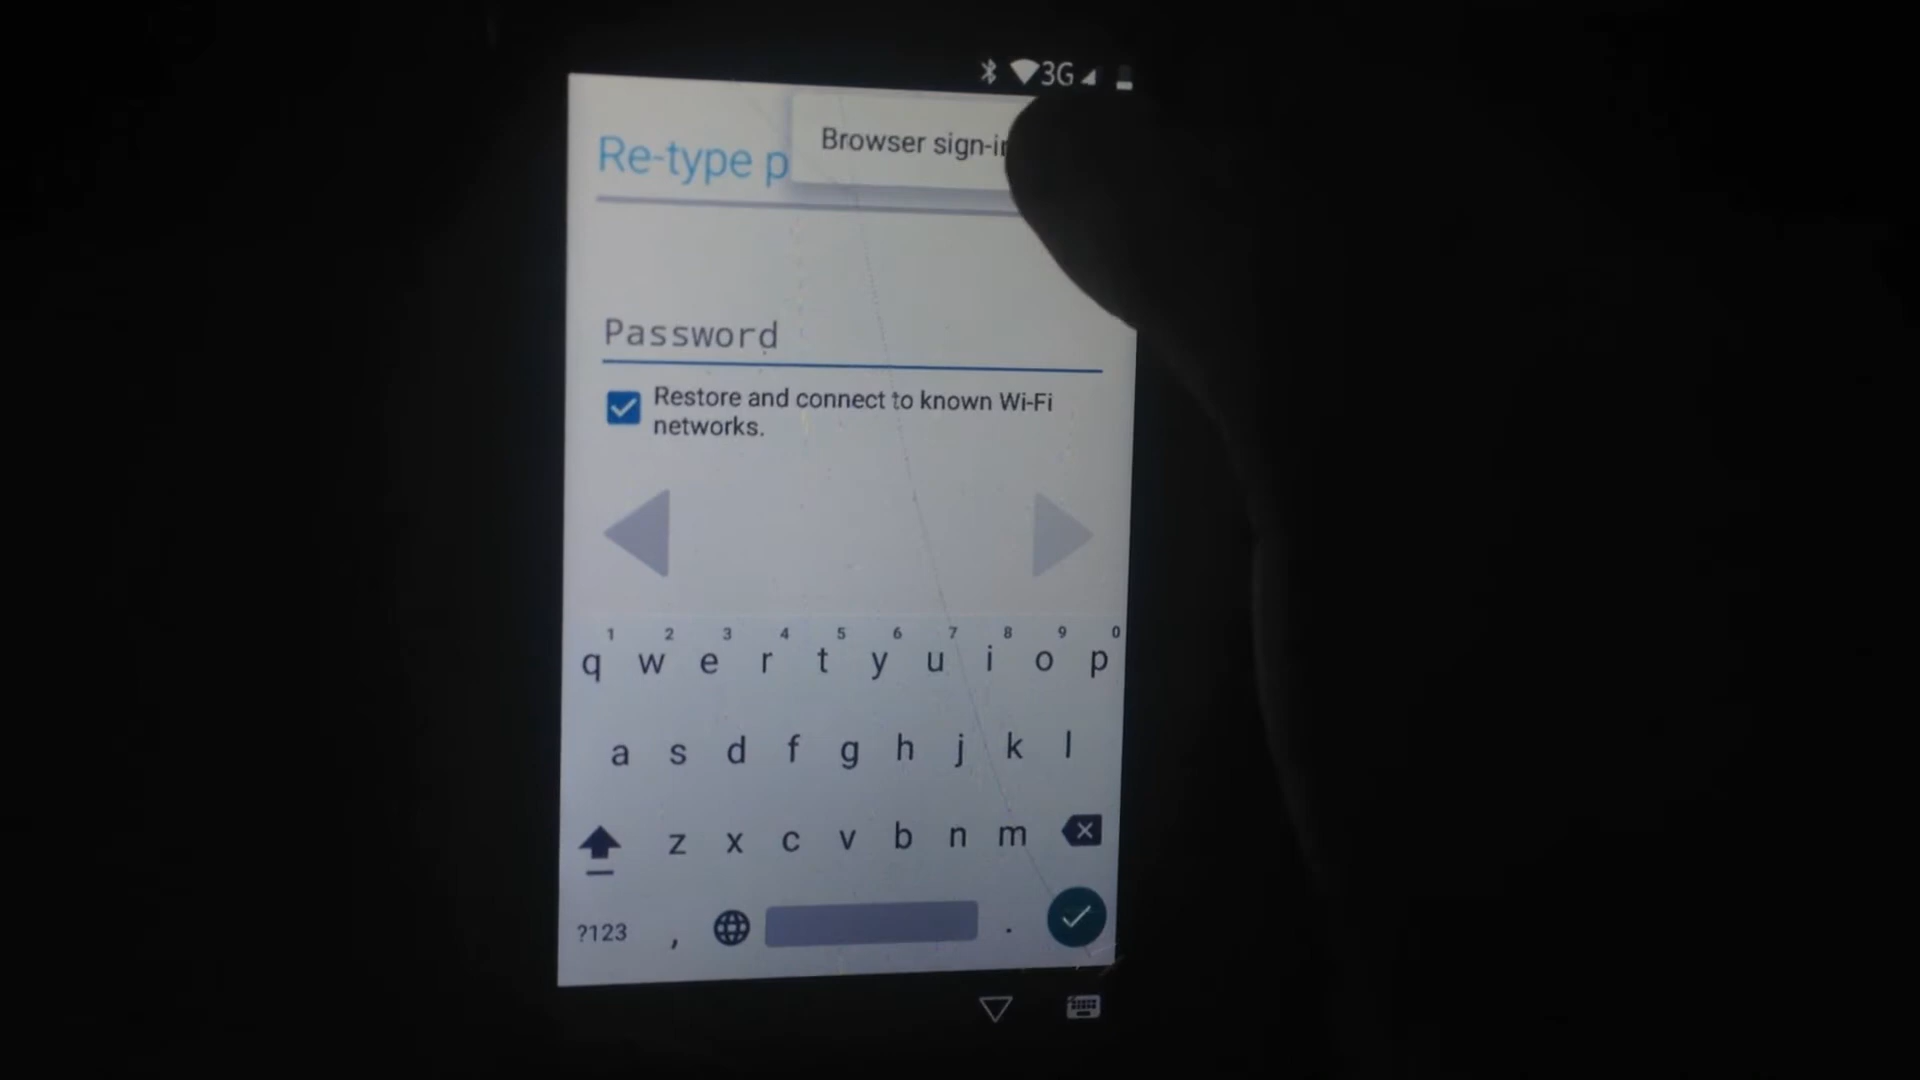 3G
Browser sign-in
Re-type p
Password
Restore and connect to known Wi-Fi
networks.
1 2 3 4 5 6 7 8 9 0
q w e r t y u i o p
a s d f g h j k l
z x c v b n m
?123 , .